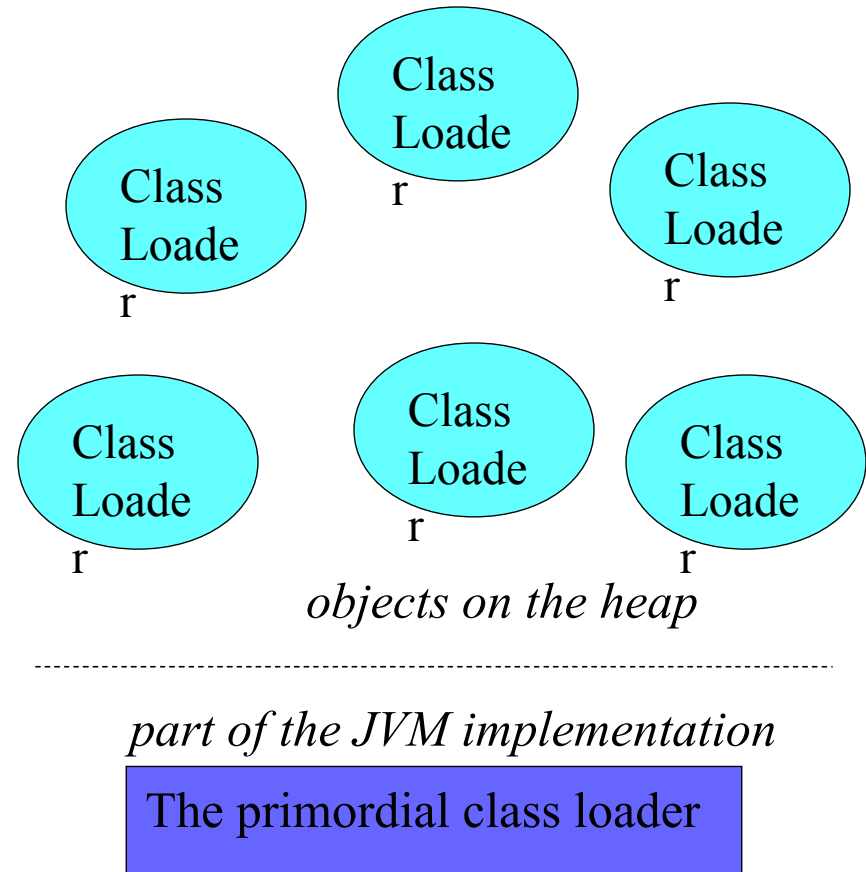 Class
Loade
r
Class
Loade
r
Class
Loade
r
Class
Loade
r
Class
Loade
r
Class
Loade
r
objects on the heap
part of the JVM implementation
The primordial class loader